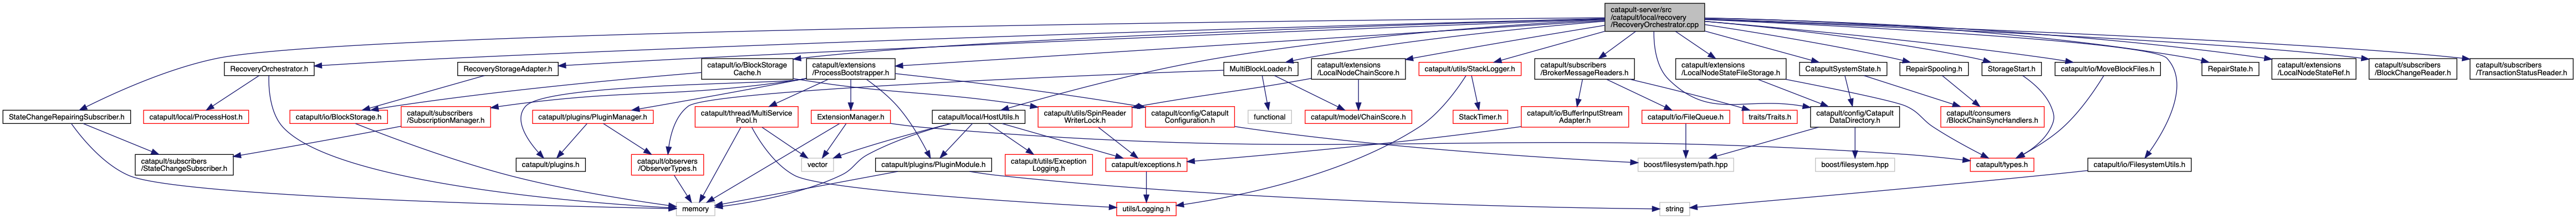 catapult-server/src
/catapult/local/recovery
/RecoveryOrchestrator.cpp
RecoveryOrchestrator.h
RecoveryStorageAdapter.h
catapult/io/BlockStorage
Cache.h
catapult/extensions
/ProcessBootstrapper.h
MultiBlockLoader.h
catapult/extensions
/LocalNodeChainScore.h
catapult/utils/StackLogger.h
catapult/subscribers
/BrokerMessageReaders.h
catapult/extensions
/LocalNodeStateFileStorage.h
CatapultSystemState.h
RepairSpooling.h
StorageStart.h
catapult/io/MoveBlockFiles.h
RepairState.h
catapult/extensions
/LocalNodeStateRef.h
catapult/subscribers
/BlockChangeReader.h
catapult/subscribers
/TransactionStatusReader.h
StateChangeRepairingSubscriber.h
catapult/local/ProcessHost.h
catapult/io/BlockStorage.h
catapult/subscribers
/SubscriptionManager.h
catapult/plugins/PluginManager.h
catapult/thread/MultiService
Pool.h
ExtensionManager.h
catapult/local/HostUtils.h
catapult/utils/SpinReader
WriterLock.h
catapult/config/Catapult
Configuration.h
functional
catapult/model/ChainScore.h
StackTimer.h
catapult/io/BufferInputStream
Adapter.h
catapult/io/FileQueue.h
traits/Traits.h
catapult/config/Catapult
DataDirectory.h
catapult/consumers
/BlockChainSyncHandlers.h
catapult/subscribers
/StateChangeSubscriber.h
catapult/plugins.h
catapult/observers
/ObserverTypes.h
vector
catapult/plugins/PluginModule.h
catapult/utils/Exception
Logging.h
catapult/exceptions.h
boost/filesystem/path.hpp
boost/filesystem.hpp
catapult/types.h
catapult/io/FilesystemUtils.h
memory
utils/Logging.h
string